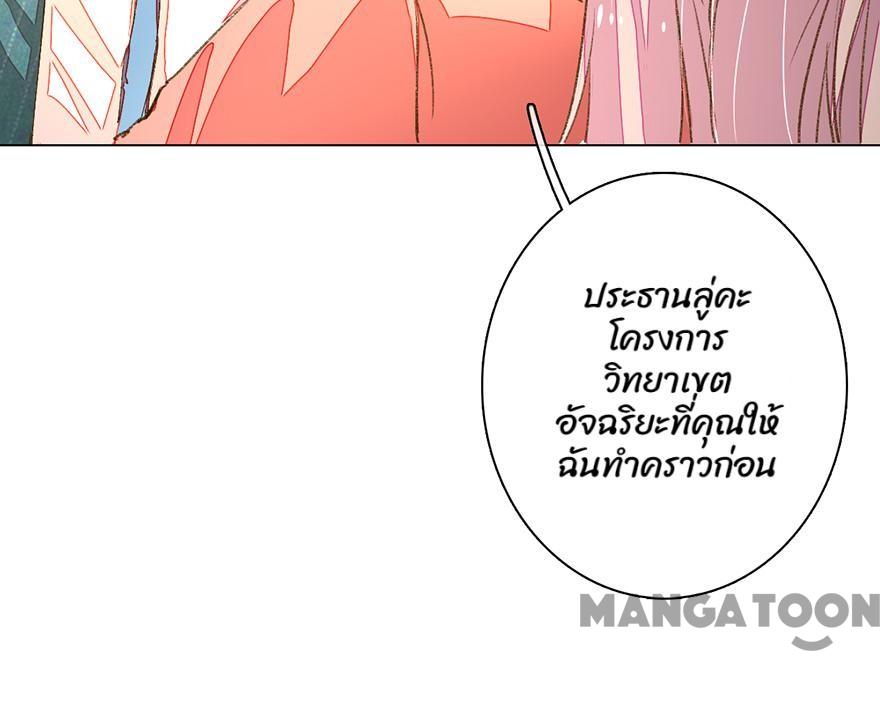 ประธานลู่คะ
โครงการ
วิทยาเขต
อัจฉริยะที่คุณให้
ฉันทำคราวก่อน
MANGATOON